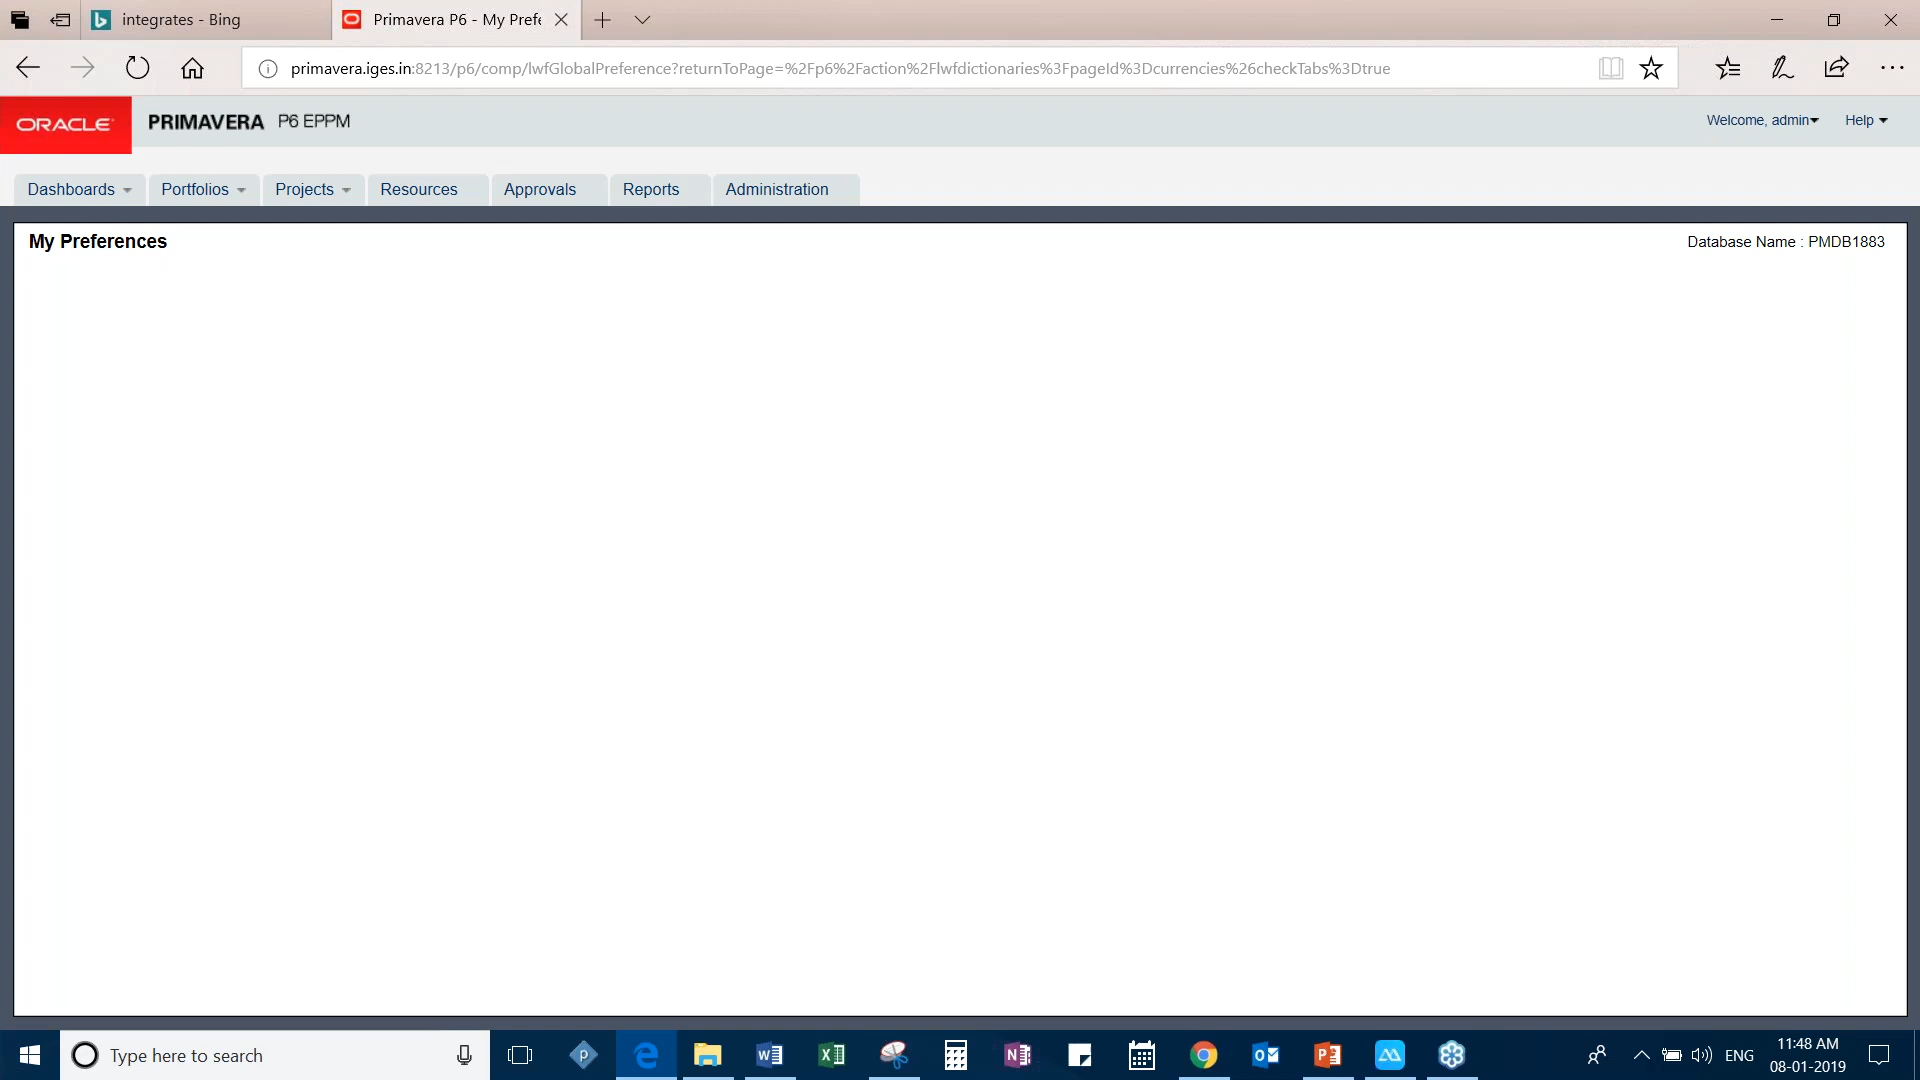 integrates - Bing
Primavera P6 - My Prefe
primavera.iges.in:8213/p6/comp/lwfGlobalPreference?returnToPage=%2Fp6%2Faction%2Flwfdictionaries%3FpageId%3Dcurrencies%26checkTabs%3Dtrue
ORACLE PRIMAVERA P6 EPPM
Welcome, admin Help
Dashboards Portfolios Projects Resources Approvals Reports Administration
My Preferences
Database Name : PMDB1883
Type here to search
ENG
11:48 AM
08-01-2019